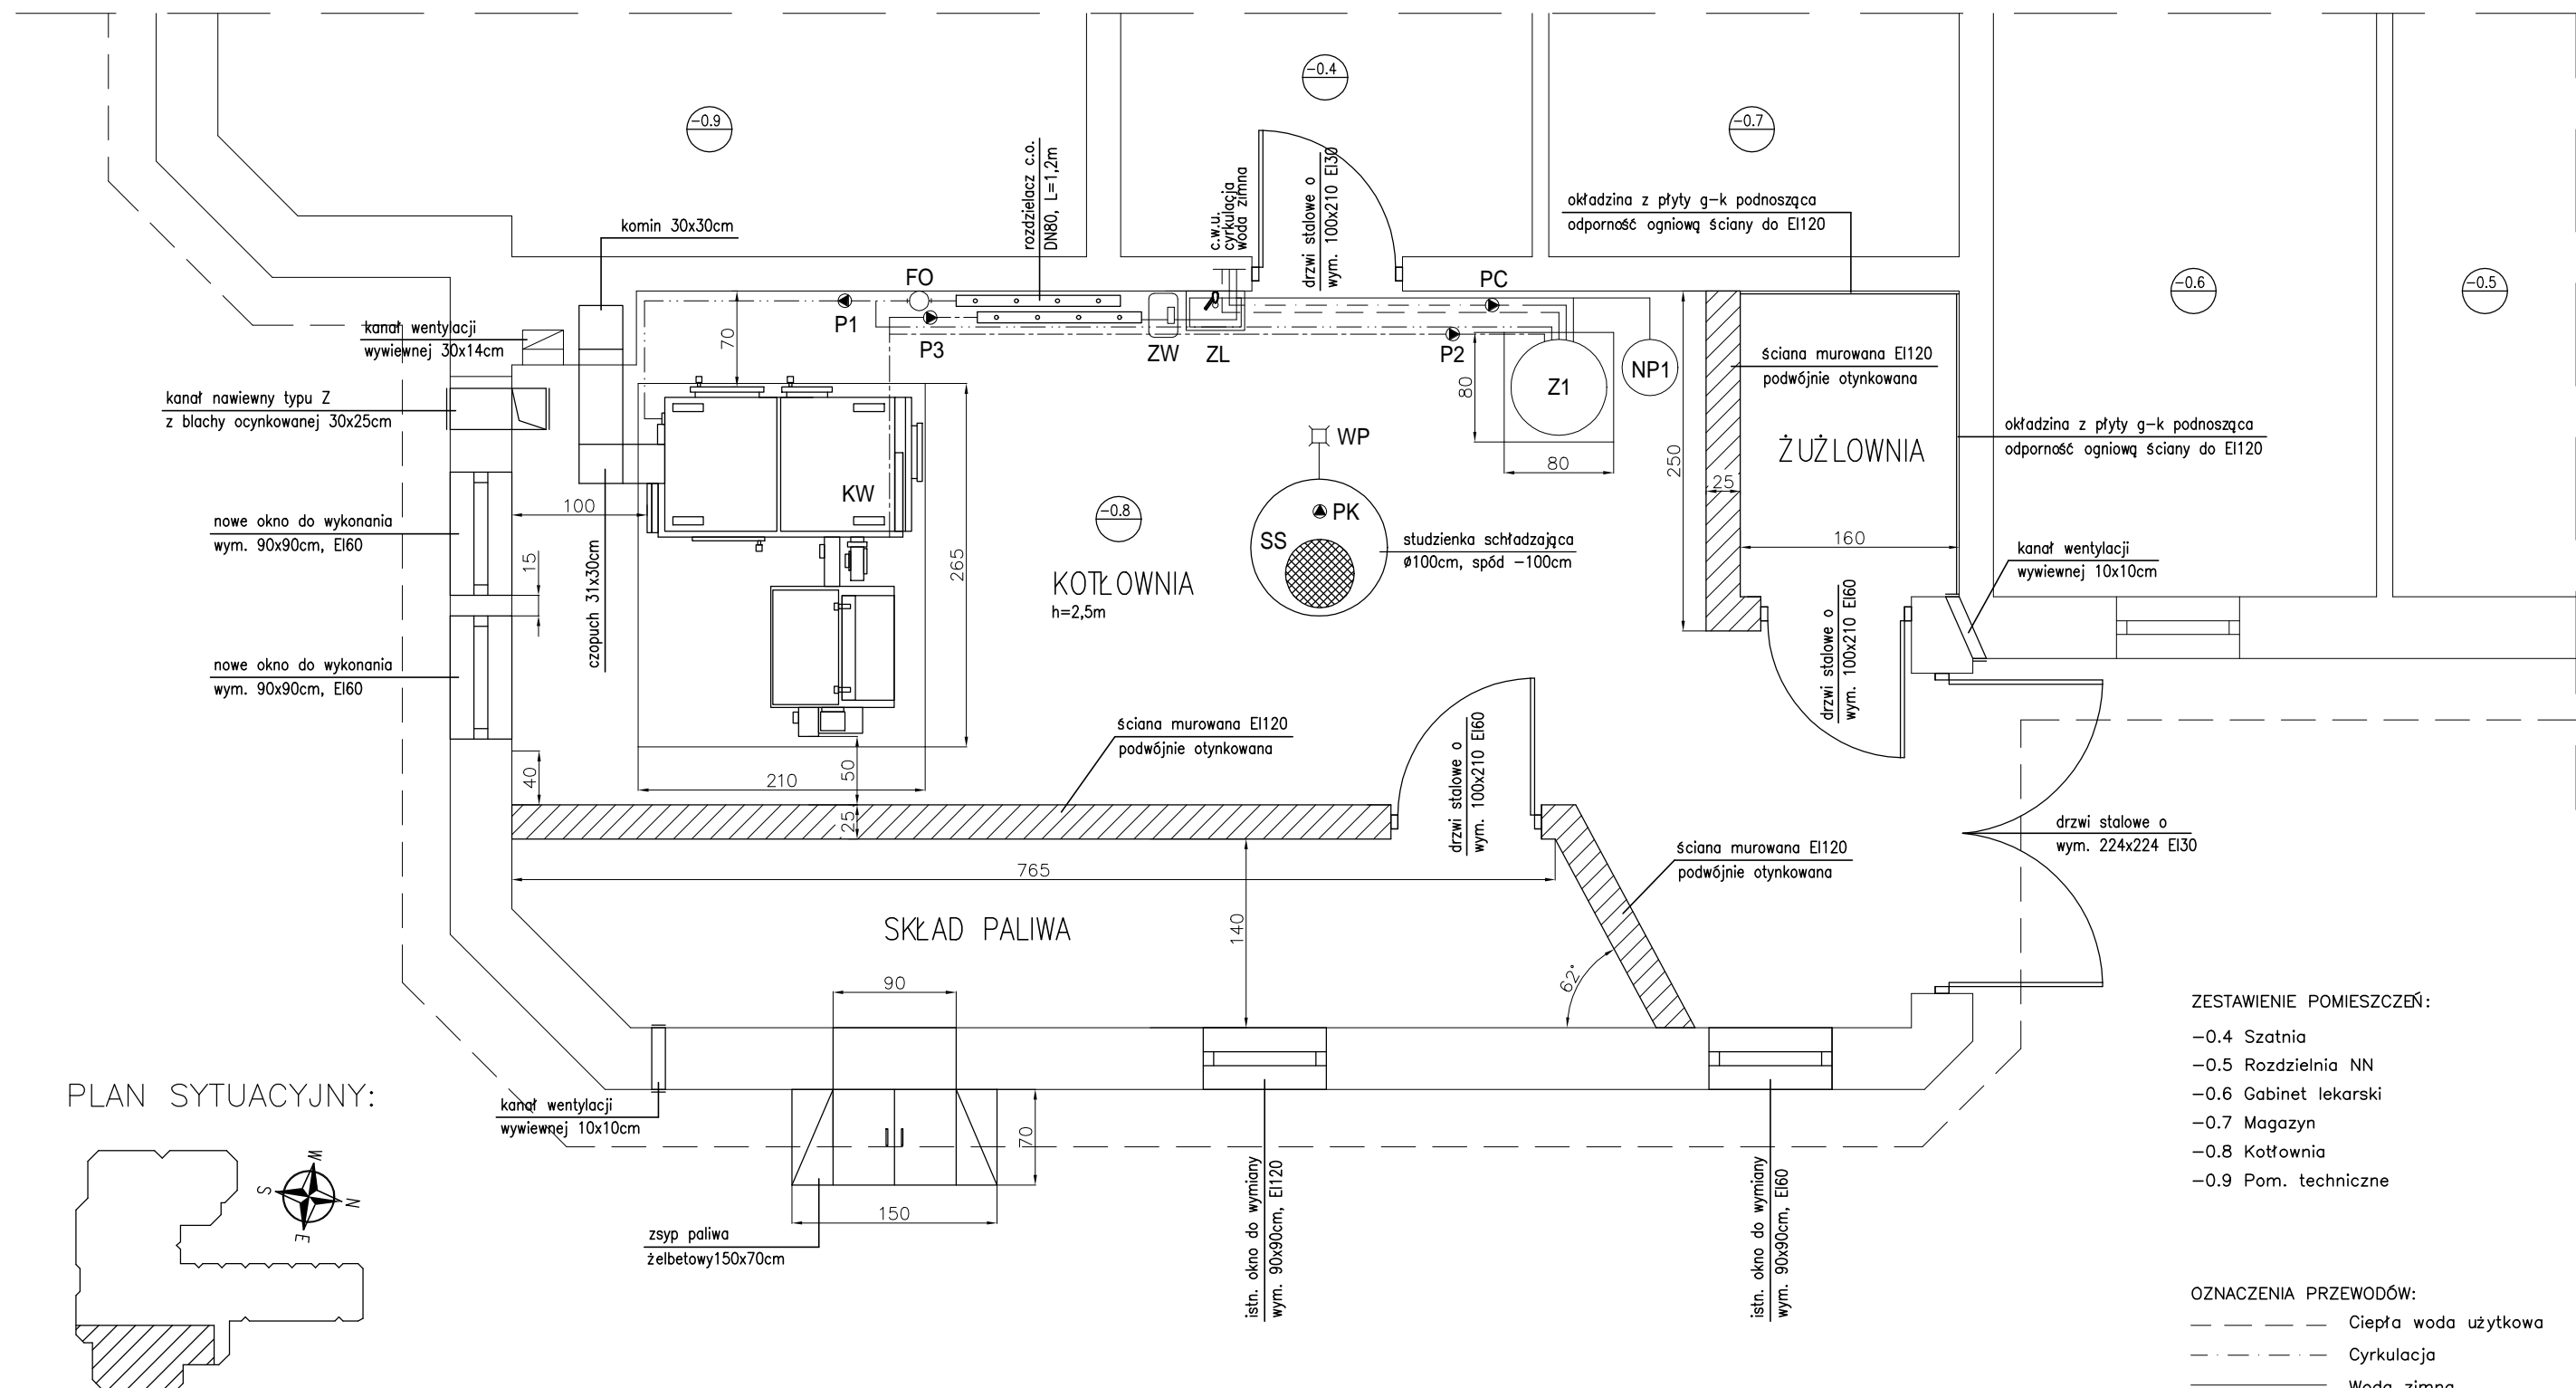 -0.9
-0.4
-0.7
-0.6
-0.5
komin 30x30cm
rozdzielacz c.o.
DN80, L=1,2m
c.w.u.
cyrkulacja
woda zimna
drzwi stalowe o
wym. 100x210 EI30
okładzina z płyty g-k podnosząca
odporność ogniową ściany do EI120
FO
P1
P3
70
ZW
ZL
PC
P2
Z1
NP1
80
80
kanał wentylacji
wywiewnej 30x14cm
kanał nawiewny typu Z
z blachy ocynkowanej 30x25cm
ściana murowana EI120
podwójnie otynkowana
ŻUŻLOWNIA
okładzina z płyty g-k podnosząca
odporność ogniową ściany do EI120
250
25
160
WP
PK
SS
KW
-0.8
100
265
nowe okno do wykonania
wym. 90x90cm, EI60
15
czopuch 31x30cm
KOTŁOWNIA
h=2,5m
studzienka schładzająca
Ø100cm, spód -100cm
kanał wentylacji
wywiewnej 10x10cm
drzwi stalowe o
wym. 100x210 EI60
nowe okno do wykonania
wym. 90x90cm, EI60
40
210
50
25
ściana murowana EI120
podwójnie otynkowana
drzwi stalowe o
wym. 100x210 EI60
drzwi stalowe o
wym. 224x224 EI30
ściana murowana EI120
podwójnie otynkowana
765
140
SKŁAD PALIWA
62°
90
70
150
kanał wentylacji
wywiewnej 10x10cm
zsyp paliwa
żelbetowy150x70cm
istn. okno do wymiany
wym. 90x90cm, EI120
istn. okno do wymiany
wym. 90x90cm, EI60
PLAN SYTUACYJNY:
W
S
N
E
ZESTAWIENIE POMIESZCZEŃ:
-0.4 Szatnia
-0.5 Rozdzielnia NN
-0.6 Gabinet lekarski
-0.7 Magazyn
-0.8 Kotłownia
-0.9 Pom. techniczne
OZNACZENIA PRZEWODÓW:
Ciepła woda użytkowa
Cyrkulacja
Woda zimna